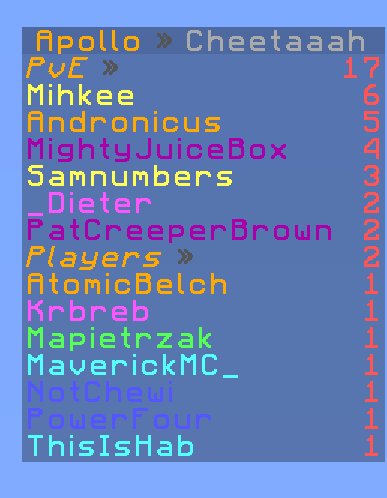 Apollo » Cheetaaah
PvE » 17
Mihkee 6
Andronicus 5
MightyJuiceBox 4
Samnumbers 3
_Dieter 2
PatCreeperBrown 2
Players » 2
AtomicBelch 1
Krbreb 1
Mapietrzak 1
MaverickMC_ 1
NotChewi 1
PowerFour 1
ThisIsHab 1